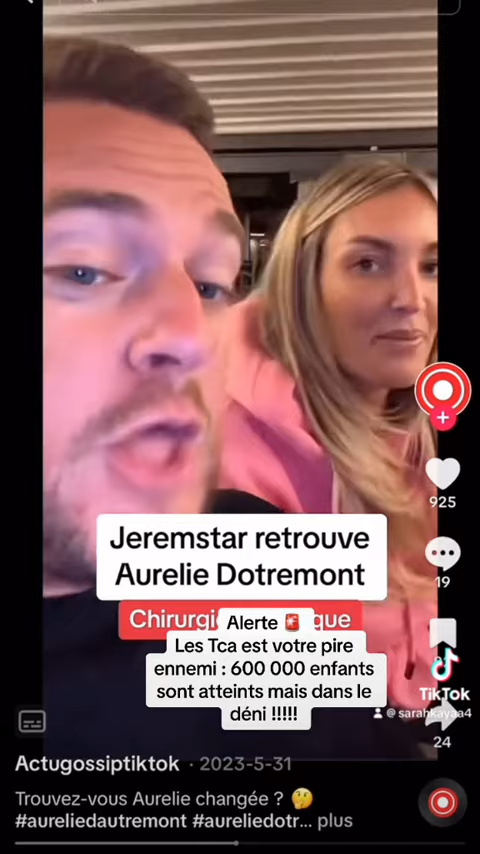 Jeremstar retrouve
Aurelie Dotremont
Alerte 🚨
Les Tca est votre pire
ennemi : 600 000 enfants
sont atteints mais dans le
déni !!!!!
925
19
TikTok
@sarahkayaa4
24
Actugossiptiktok · 2023-5-31
Trouvez-vous Aurelie changée ? 🤔
#aureliedautremont #aureliedotr... plus